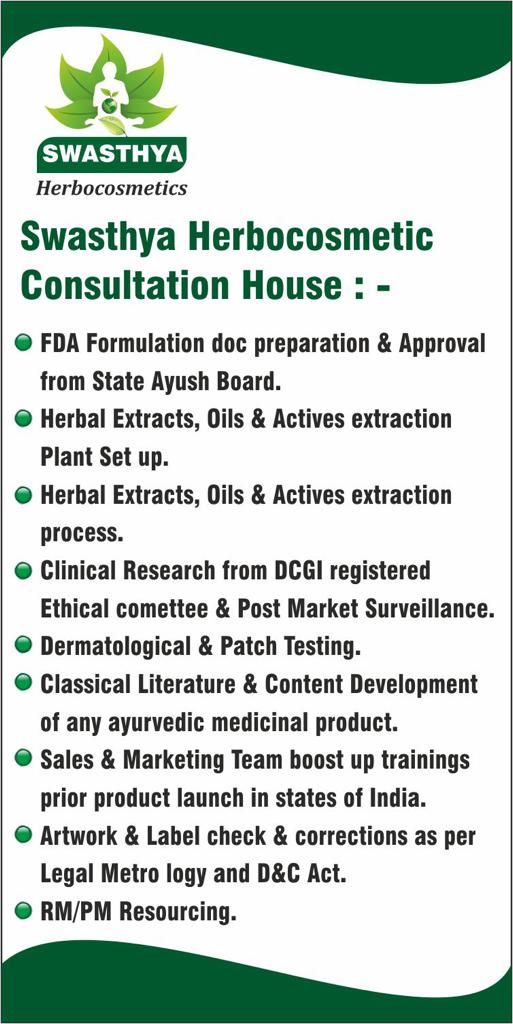 SWASTHYA
Herbocosmetics
Swasthya Herbocosmetic
Consultation House : -
FDA Formulation doc preparation & Approval
from State Ayush Board.
Herbal Extracts, Oils & Actives extraction
Plant Set up.
Herbal Extracts, Oils & Actives extraction
process.
Clinical Research from DCGI registered
Ethical comettee & Post Market Surveillance.
Dermatological & Patch Testing.
Classical Literature & Content Development
of any ayurvedic medicinal product.
Sales & Marketing Team boost up trainings
prior product launch in states of India.
Artwork & Label check & corrections as per
Legal Metro logy and D&C Act.
RM/PM Resourcing.